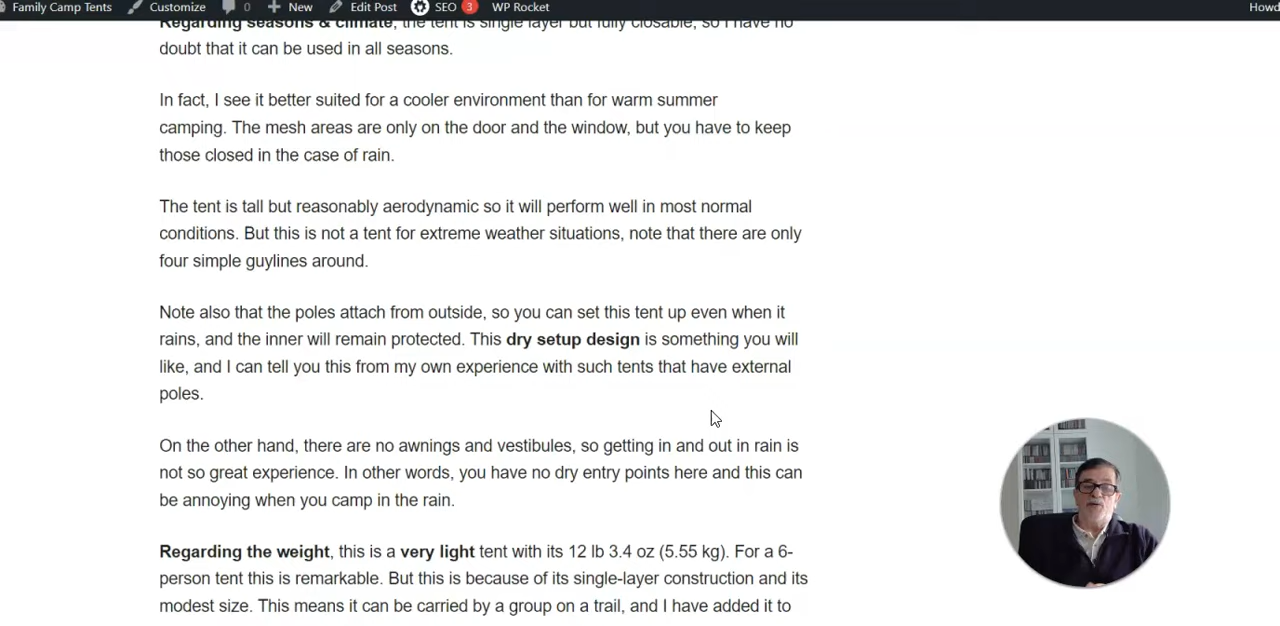 Family Camp Tents Customize 0 New Edit Post SEO 3 WP Rocket Howd
Regarding seasons & climate, the tent is single layer but fully closable, so I have no
doubt that it can be used in all seasons.
In fact, I see it better suited for a cooler environment than for warm summer
camping. The mesh areas are only on the door and the window, but you have to keep
those closed in the case of rain.
The tent is tall but reasonably aerodynamic so it will perform well in most normal
conditions. But this is not a tent for extreme weather situations, note that there are only
four simple guylines around.
Note also that the poles attach from outside, so you can set this tent up even when it
rains, and the inner will remain protected. This dry setup design is something you will
like, and I can tell you this from my own experience with such tents that have external
poles.
On the other hand, there are no awnings and vestibules, so getting in and out in rain is
not so great experience. In other words, you have no dry entry points here and this can
be annoying when you camp in the rain.
Regarding the weight, this is a very light tent with its 12 lb 3.4 oz (5.55 kg). For a 6-
person tent this is remarkable. But this is because of its single-layer construction and its
modest size. This means it can be carried by a group on a trail, and I have added it to